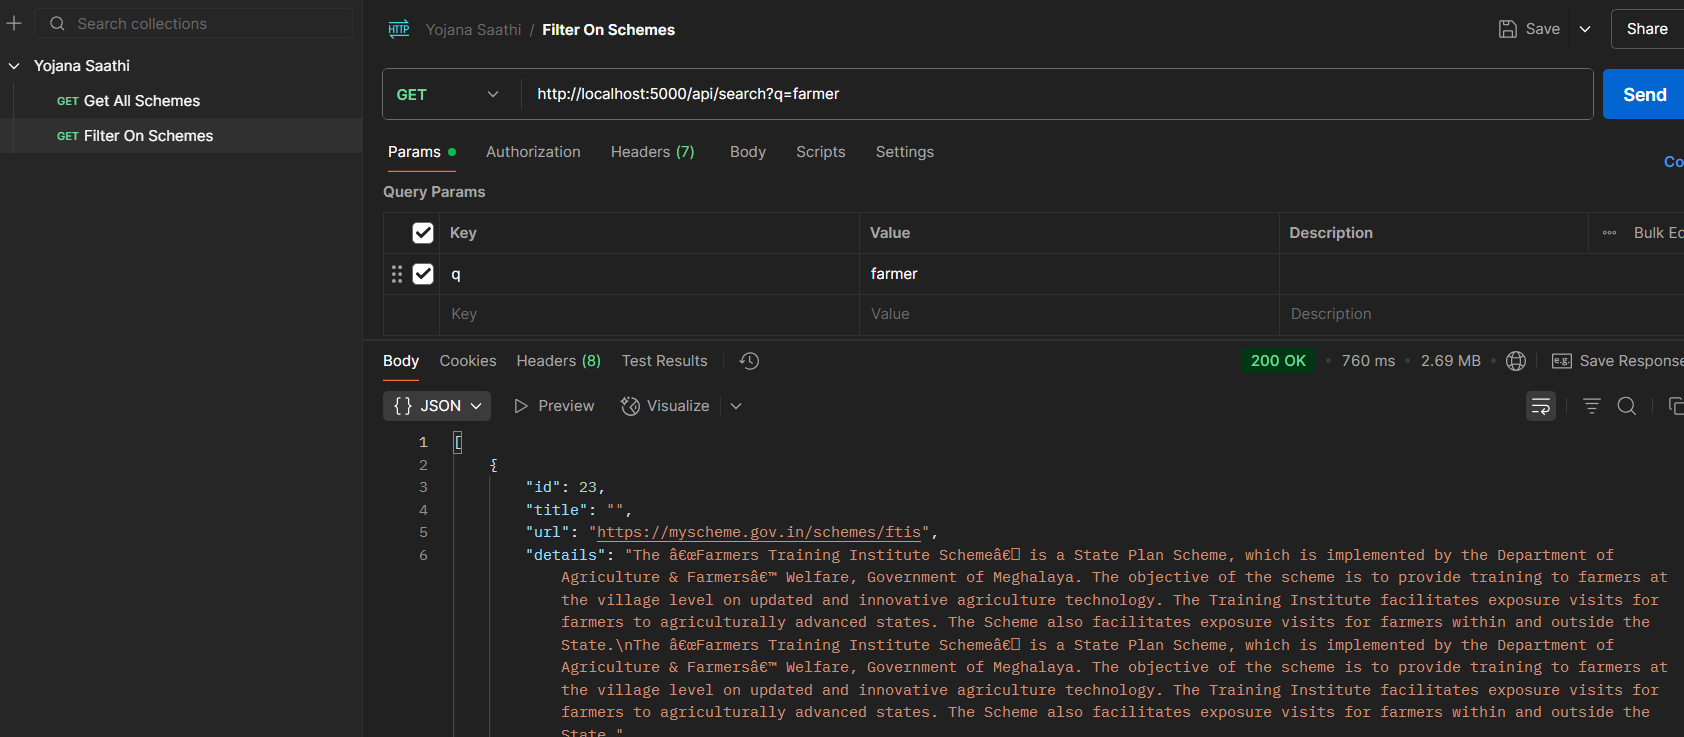 Search collections
Yojana Saathi
GET Get All Schemes
GET Filter On Schemes
HTTP Yojana Saathi / Filter On Schemes
Save
Share
GET
http://localhost:5000/api/search?q=farmer
Send
Params Authorization Headers (7) Body Scripts Settings
Co
Query Params
Key Value Description Bulk Ed
q farmer
Key Value Description
Body Cookies Headers (8) Test Results
200 OK • 760 ms • 2.69 MB
e.g. Save Response
{} JSON Preview Visualize
1 [
2 {
3 "id": 23,
4 "title": "",
5 "url": "https://myscheme.gov.in/schemes/ftis",
6 "details": "The â€œFarmers Training Institute Schemeâ€ is a State Plan Scheme, which is implemented by the Department of
Agriculture & Farmersâ€™ Welfare, Government of Meghalaya. The objective of the scheme is to provide training to farmers at
the village level on updated and innovative agriculture technology. The Training Institute facilitates exposure visits for
farmers to agriculturally advanced states. The Scheme also facilitates exposure visits for farmers within and outside the
State.\nThe â€œFarmers Training Institute Schemeâ€ is a State Plan Scheme, which is implemented by the Department of
Agriculture & Farmersâ€™ Welfare, Government of Meghalaya. The objective of the scheme is to provide training to farmers at
the village level on updated and innovative agriculture technology. The Training Institute facilitates exposure visits for
farmers to agriculturally advanced states. The Scheme also facilitates exposure visits for farmers within and outside the
State."